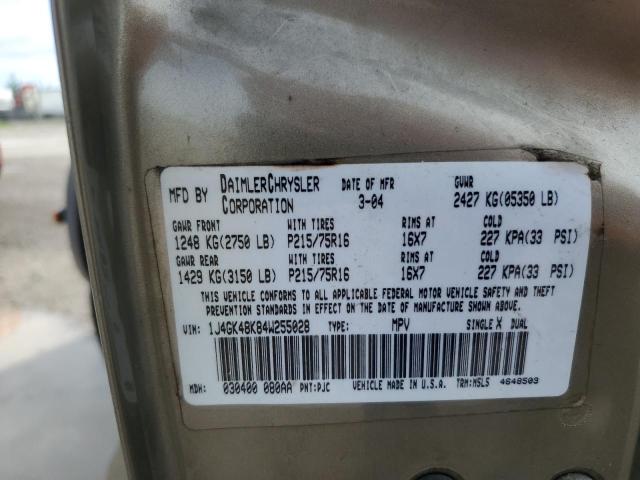 MFD BY DAIMLERCHRYSLER CORPORATION DATE OF MFR 3-04 GVWR 2427 KG(05350 LB)
GAWR FRONT WITH TIRES RIMS AT COLD
1248 KG(2750 LB) P215/75R16 16X7 227 KPA(33 PSI)
GAWR REAR WITH TIRES RIMS AT COLD
1429 KG(3150 LB) P215/75R16 16X7 227 KPA(33 PSI)
THIS VEHICLE CONFORMS TO ALL APPLICABLE FEDERAL MOTOR VEHICLE SAFETY AND THEFT
PREVENTION STANDARDS IN EFFECT ON THE DATE OF MANUFACTURE SHOWN ABOVE.
VIN: 1J4GK48K84W255028 TYPE: MPV SINGLE X DUAL
MDH: 030400 080AA PNT:PJC VEHICLE MADE IN U.S.A. TRM:MSLS 4648503